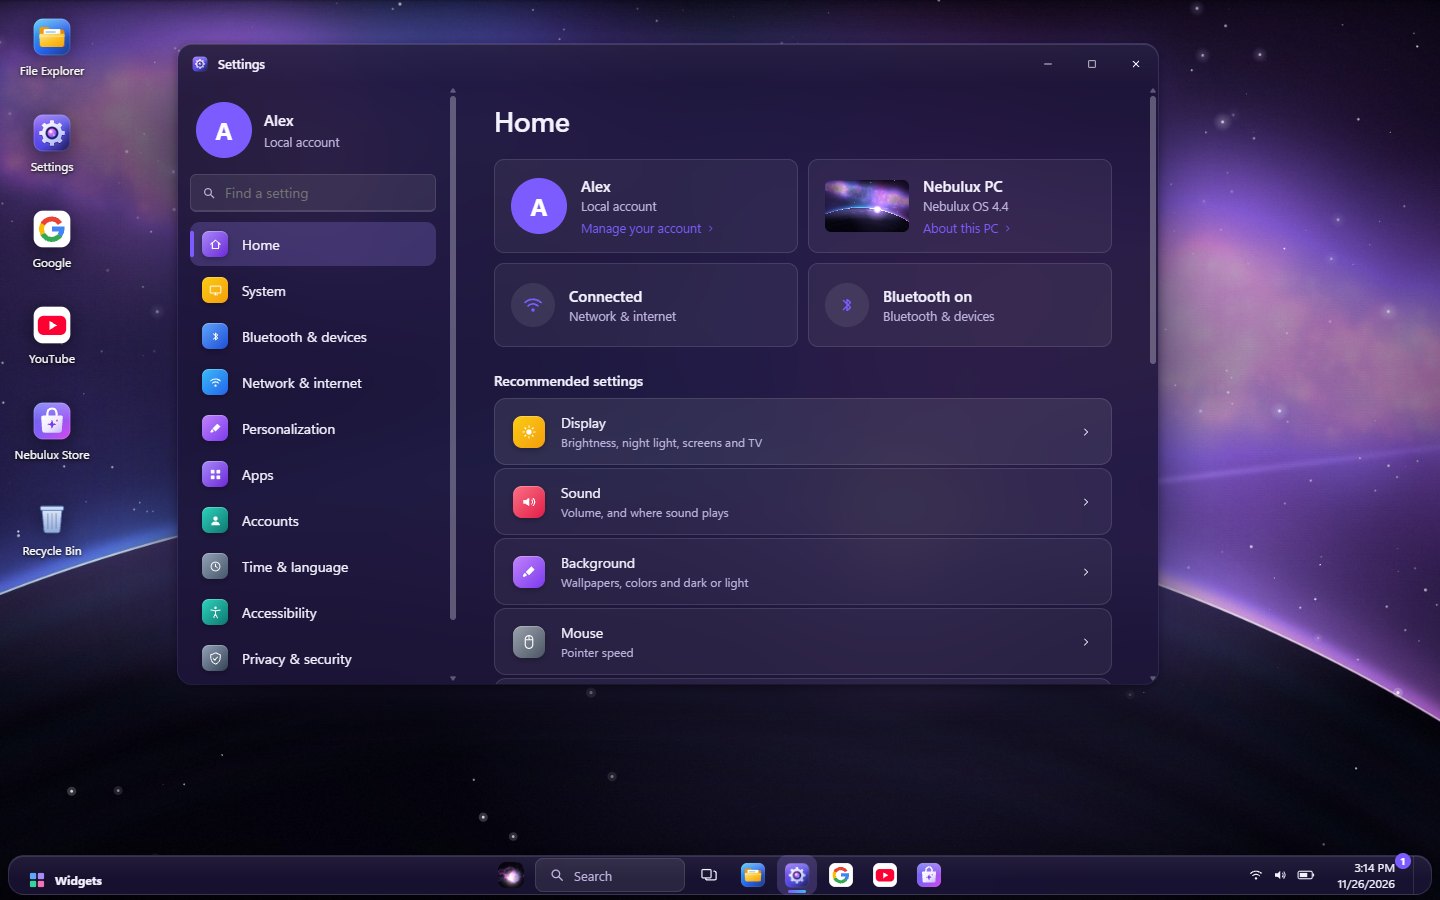 File Explorer
Settings
Google
YouTube
Nebulux Store
Recycle Bin
Settings
A
Alex
Local account
Find a setting
Home
System
Bluetooth & devices
Network & internet
Personalization
Apps
Accounts
Time & language
Accessibility
Privacy & security
Home
A
Alex
Local account
Manage your account
Nebulux PC
Nebulux OS 4.4
About this PC
Connected
Network & internet
Bluetooth on
Bluetooth & devices
Recommended settings
Display
Brightness, night light, screens and TV
Sound
Volume, and where sound plays
Background
Wallpapers, colors and dark or light
Mouse
Pointer speed
Widgets
Search
3:14 PM
1
11/26/2026